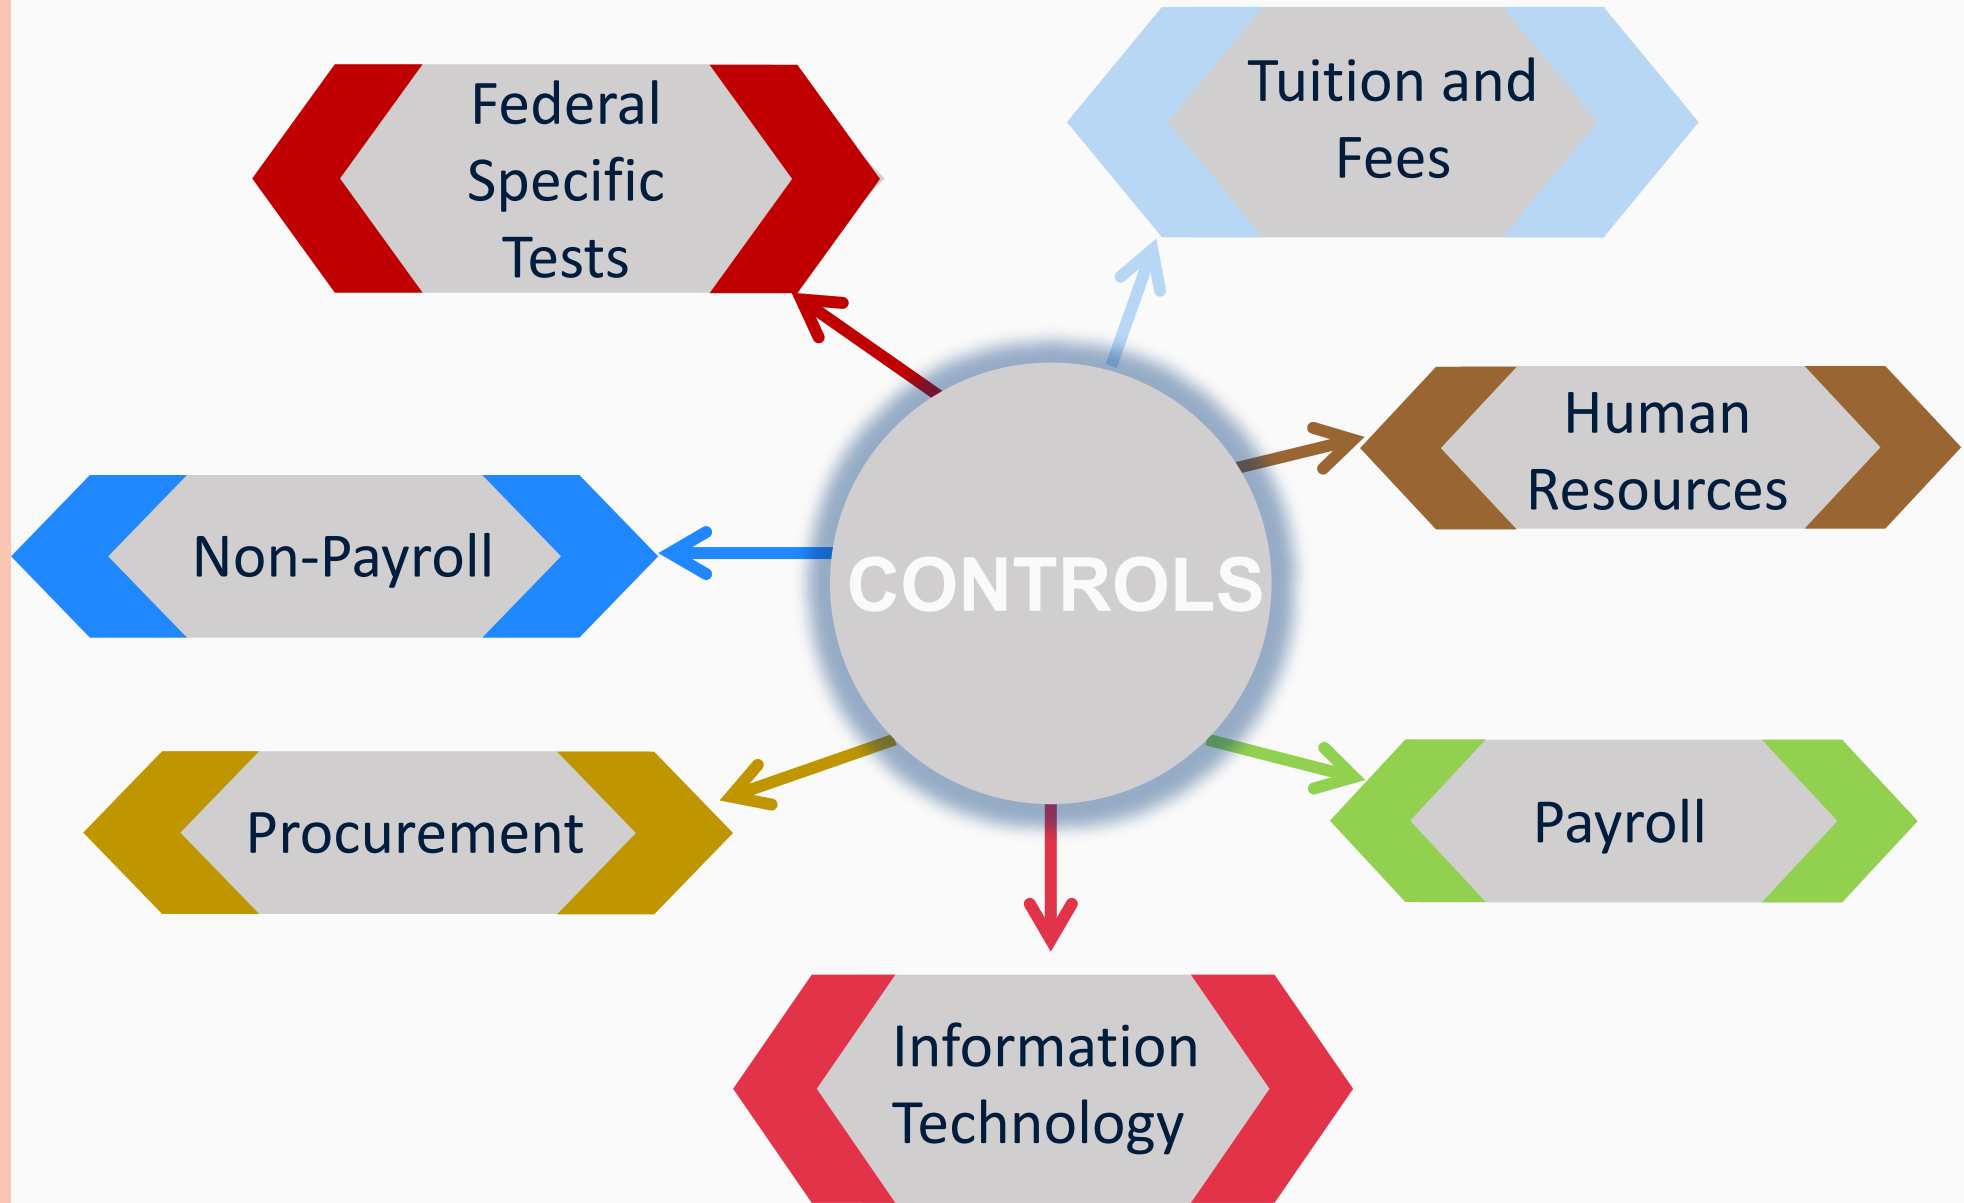 Federal
Specific
Tests
Tuition and
Fees
Human
Resources
Non-Payroll
CONTROLS
Procurement
Payroll
Information
Technology